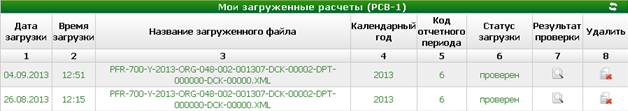 Мои загруженные расчеты (РСВ-1)
Дата загрузки
Время загрузки
Название загруженного файла
Календарный год
Код отчетного периода
Статус загрузки
Результат проверки
Удалить
1 2 3 4 5 6 7 8
04.09.2013 12:51 PFR-700-Y-2013-ORG-048-002-001307-DCK-00002-DPT-000000-DCK-00000.XML 2013 6 проверен
26.08.2013 12:15 PFR-700-Y-2013-ORG-048-002-001307-DCK-00002-DPT-000000-DCK-00000.XML 2013 6 проверен